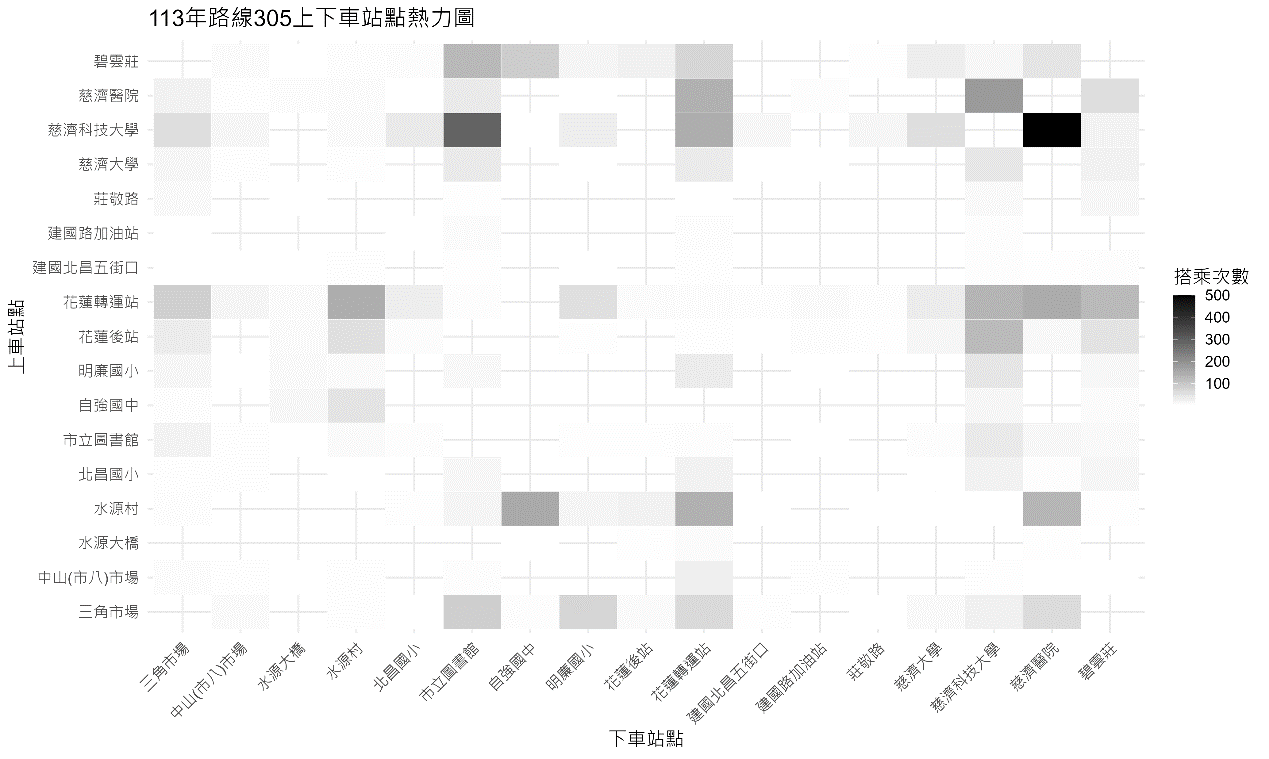 113年路線305上下車站點熱力圖
上車站點
碧雲莊
慈濟醫院
慈濟科技大學
慈濟大學
莊敬路
建國路加油站
建國北昌五街口
花蓮轉運站
花蓮後站
明廉國小
自強國中
市立圖書館
北昌國小
水源村
水源大橋
中山(市八)市場
三角市場
三角市場
中山(市八)市場
水源大橋
水源村
北昌國小
市立圖書館
自強國中
明廉國小
花蓮後站
花蓮轉運站
建國北昌五街口
建國路加油站
莊敬路
慈濟大學
慈濟科技大學
慈濟醫院
碧雲莊
下車站點
搭乘次數
500
400
300
200
100